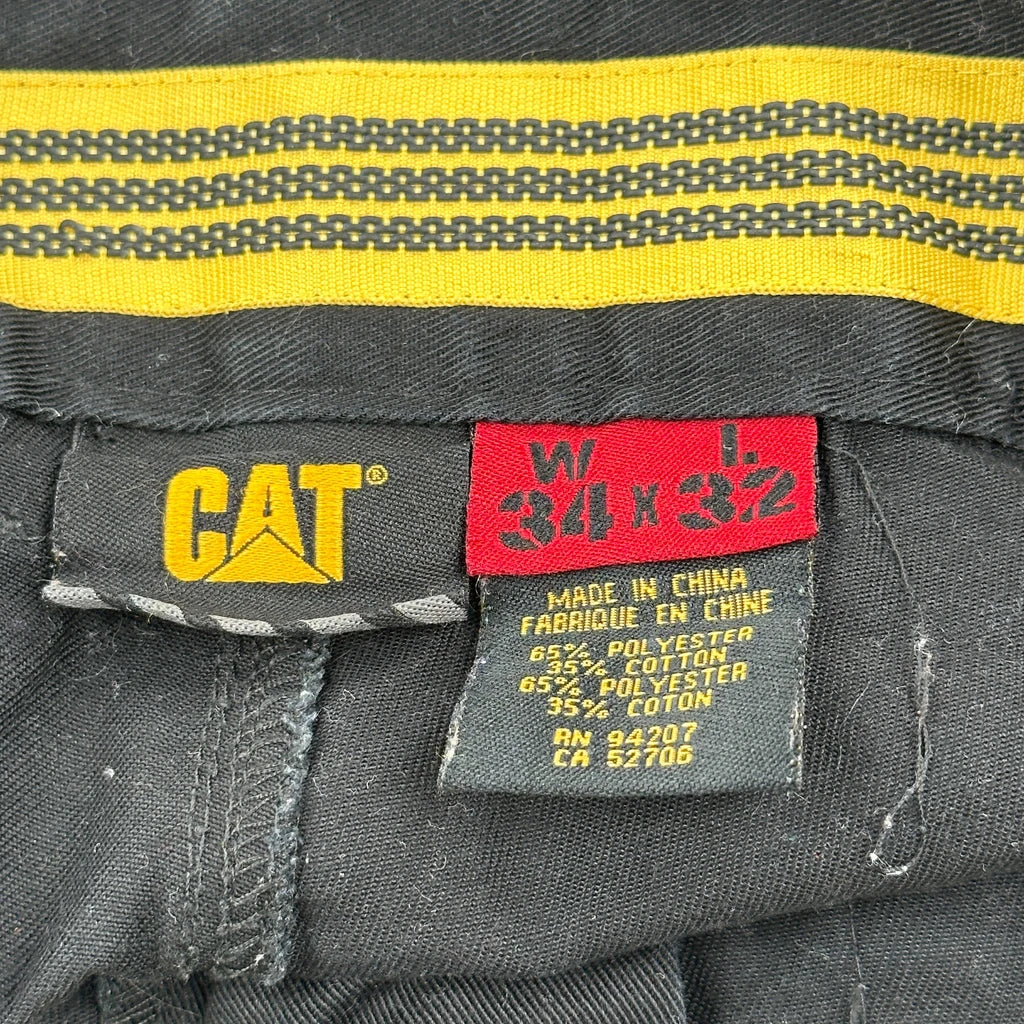 CAT®
W L
34 X 32
MADE IN CHINA
FABRIQUE EN CHINE
65% POLYESTER
35% COTTON
65% POLYESTER
35% COTON
RN 94207
CA 52706